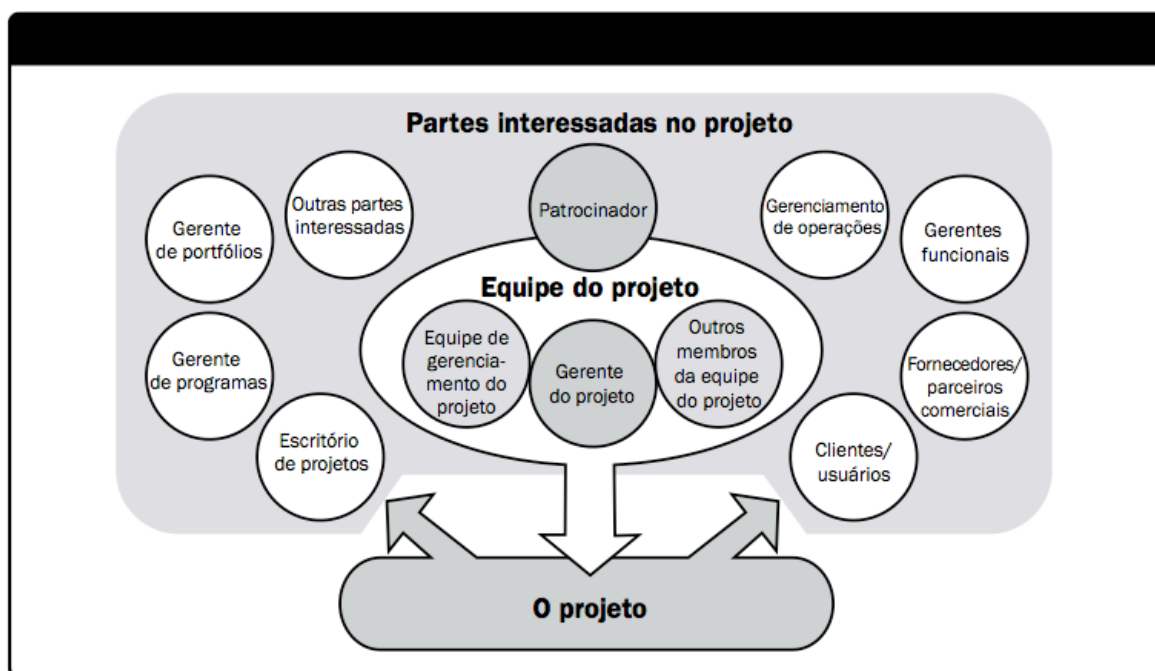 Partes interessadas no projeto
Outras partes
interessadas
Patrocinador
Gerenciamento
de operações
Gerente
de portfólios
Gerentes
funcionais
Equipe do projeto
Equipe de
gerencia-
mento do
projeto
Gerente
do projeto
Outros
membros
da equipe
do projeto
Gerente
de programas
Fornecedores/
parceiros
comerciais
Escritório
de projetos
Clientes/
usuários
O projeto